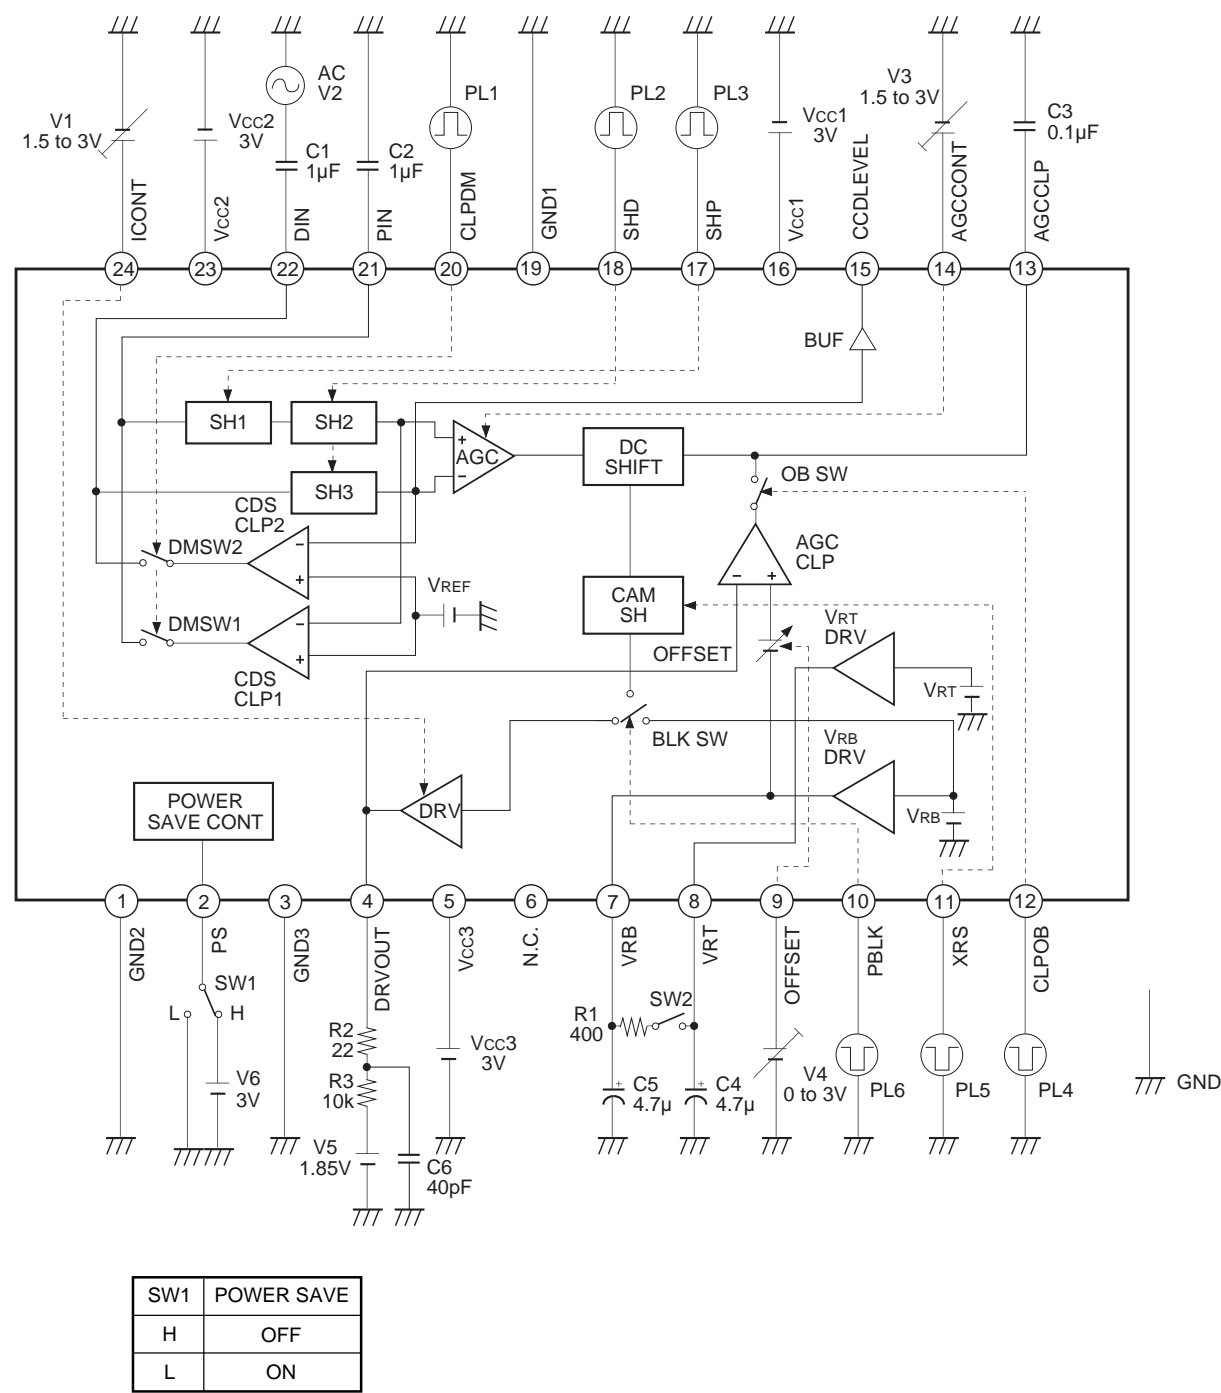 AC
V2
PL1
PL2
PL3
V3
1.5 to 3V
V1
1.5 to 3V
Vcc2
3V
C1
1µF
C2
1µF
Vcc1
3V
C3
0.1µF
ICONT
Vcc2
DIN
PIN
CLPDM
GND1
SHD
SHP
Vcc1
CCDLEVEL
AGCCONT
AGCCLP
24
23
22
21
20
19
18
17
16
15
14
13
BUF
SH1
SH2
+
AGC
−
DC
SHIFT
SH3
OB SW
CDS
CLP2
−
+
DMSW2
AGC
CLP
−
+
VREF
CAM
SH
DMSW1
−
+
CDS
CLP1
OFFSET
VRT
DRV
VRT
BLK SW
VRB
DRV
VRB
POWER
SAVE CONT
DRV
1
2
3
4
5
6
7
8
9
10
11
12
GND2
PS
GND3
DRVOUT
Vcc3
N.C.
VRB
VRT
OFFSET
PBLK
XRS
CLPOB
SW1
L
H
R2
22
R3
10k
Vcc3
3V
R1
400
SW2
V6
3V
C5
4.7µ
+
C4
4.7µ
+
V4
0 to 3V
PL6
PL5
PL4
GND
V5
1.85V
C6
40pF
SW1 POWER SAVE
H OFF
L ON